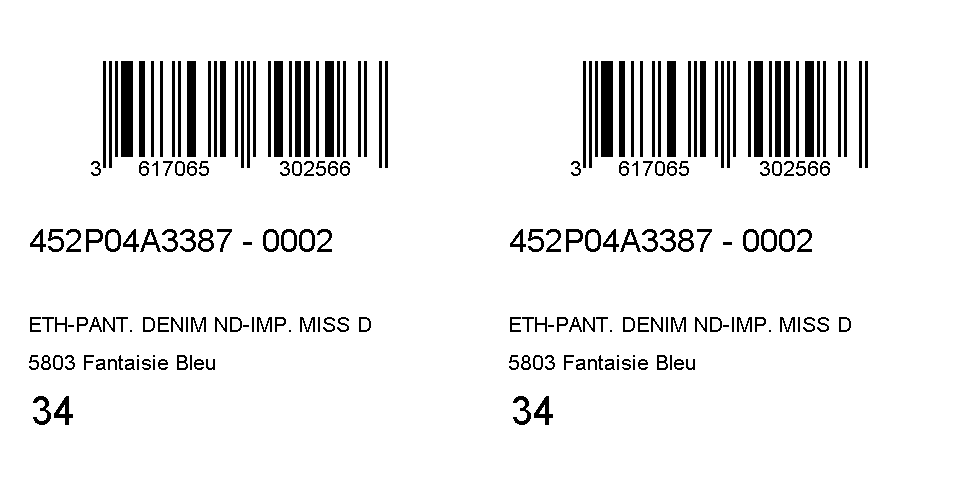 3 617065 302566
452P04A3387 - 0002
ETH-PANT. DENIM ND-IMP. MISS D
5803 Fantaisie Bleu
34
3 617065 302566
452P04A3387 - 0002
ETH-PANT. DENIM ND-IMP. MISS D
5803 Fantaisie Bleu
34